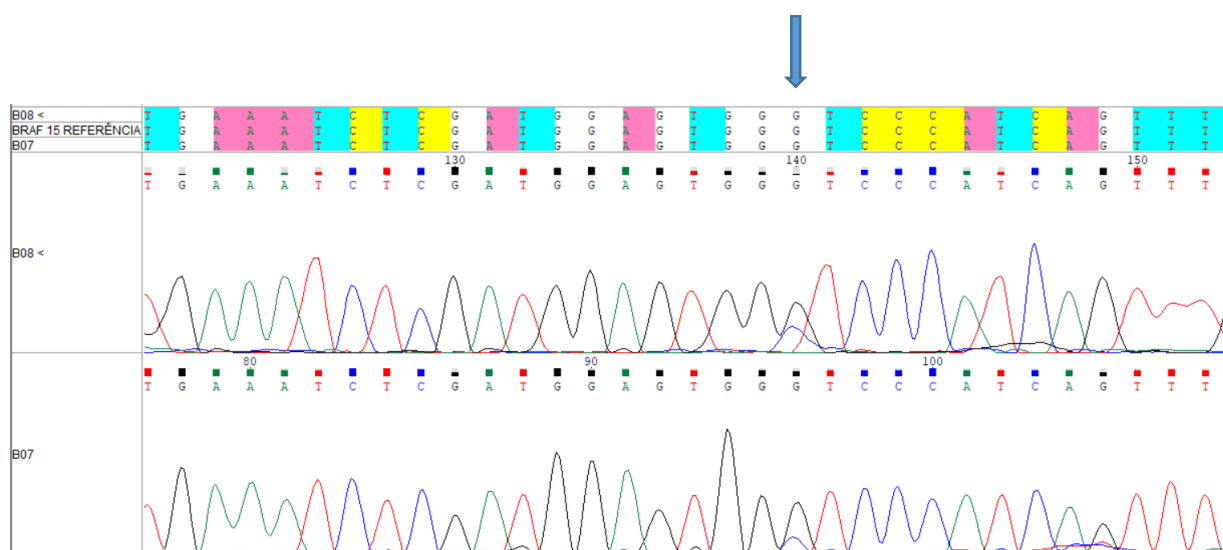 B08 < T G A A A T C T C G A T G G A G T G G G T C C C A T C A G T T T
BRAF 15 REFERÊNCIA T G A A A T C T C G A T G G A G T G G G T C C C A T C A G T T T
B07 T G A A A T C T C G A T G G A G T G G G T C C C A T C A G T T T
130 140 150
T G A A A T C T C G A T G G A G T G G G T C C C A T C A G T T T
B08 <
80 90 100
T G A A A T C T C G A T G G A G T G G G T C C C A T C A G T T T
B07